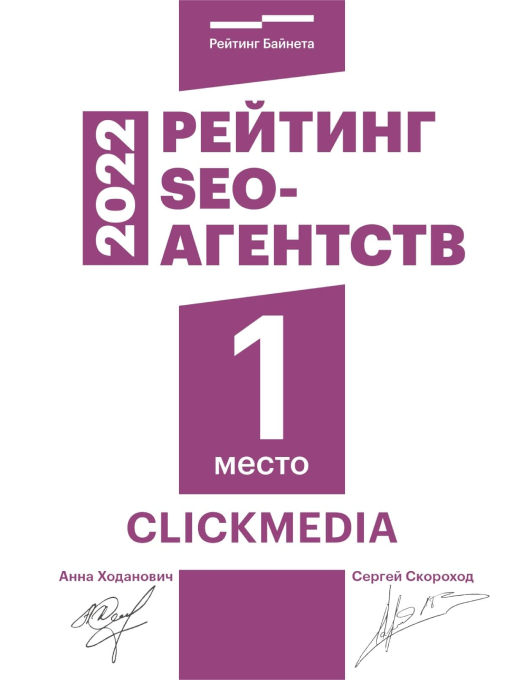 Рейтинг Байнета
2022
РЕЙТИНГ
SEO-
АГЕНТСТВ
1
место
CLICKMEDIA
Анна Ходанович
Сергей Скороход